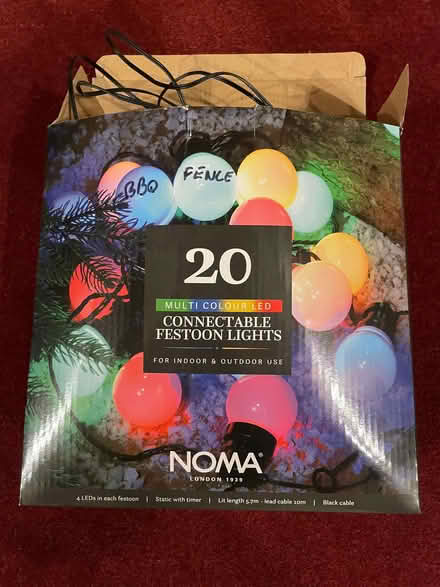 BBQ
FENCE
20
MULTI COLOUR LED
CONNECTABLE
FESTOON LIGHTS
FOR INDOOR & OUTDOOR USE
NOMA®
LONDON 1939
4 LEDs in each festoon | Static with timer | Lit length 5.7m - lead cable 10m | Black cable